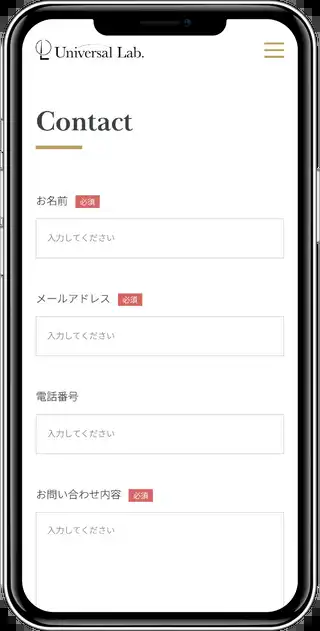 Universal Lab.
Contact
お名前 必須
入力してください
メールアドレス 必須
入力してください
電話番号
入力してください
お問い合わせ内容 必須
入力してください